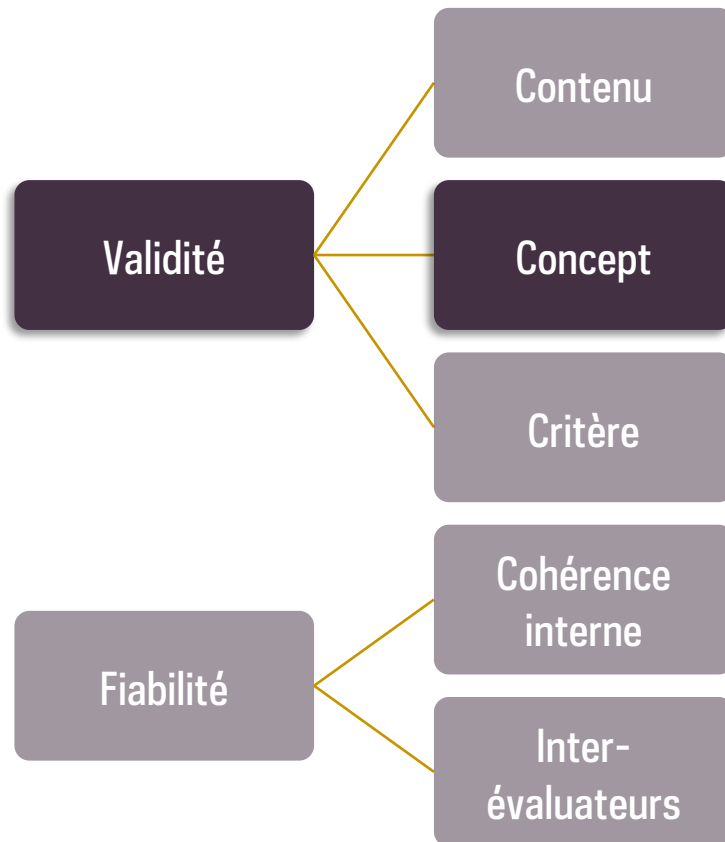 Contenu
Validité
Concept
Critère
Cohérence
interne
Fiabilité
Inter-
évaluateurs